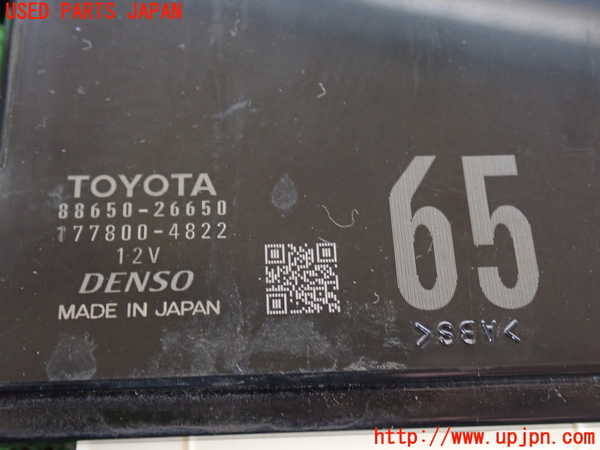 USED PARTS JAPAN
TOYOTA
88650-26650
177800-4822
12V
DENSO
MADE IN JAPAN
65
>ABS<
UPJ
http://www.upjpn.com